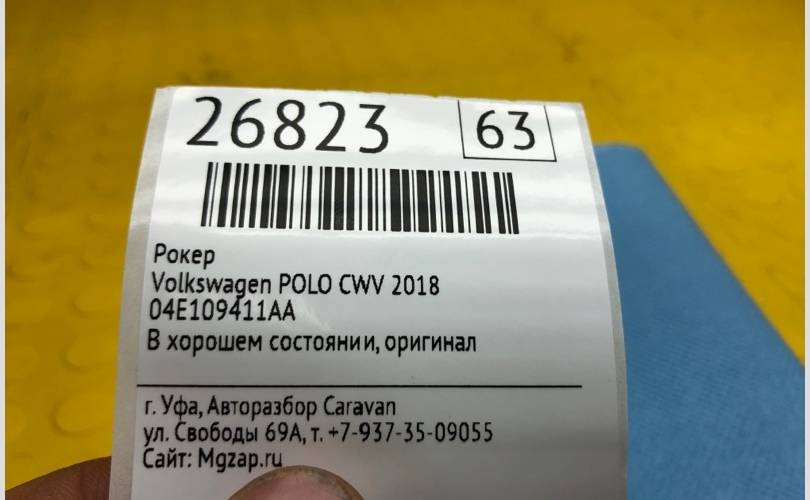 26823 63
Рокер
Volkswagen POLO CWV 2018
04E109411AA
В хорошем состоянии, оригинал
г. Уфа, Авторазбор Caravan
ул. Свободы 69А, т. +7-937-35-09055
Сайт: Mgzap.ru